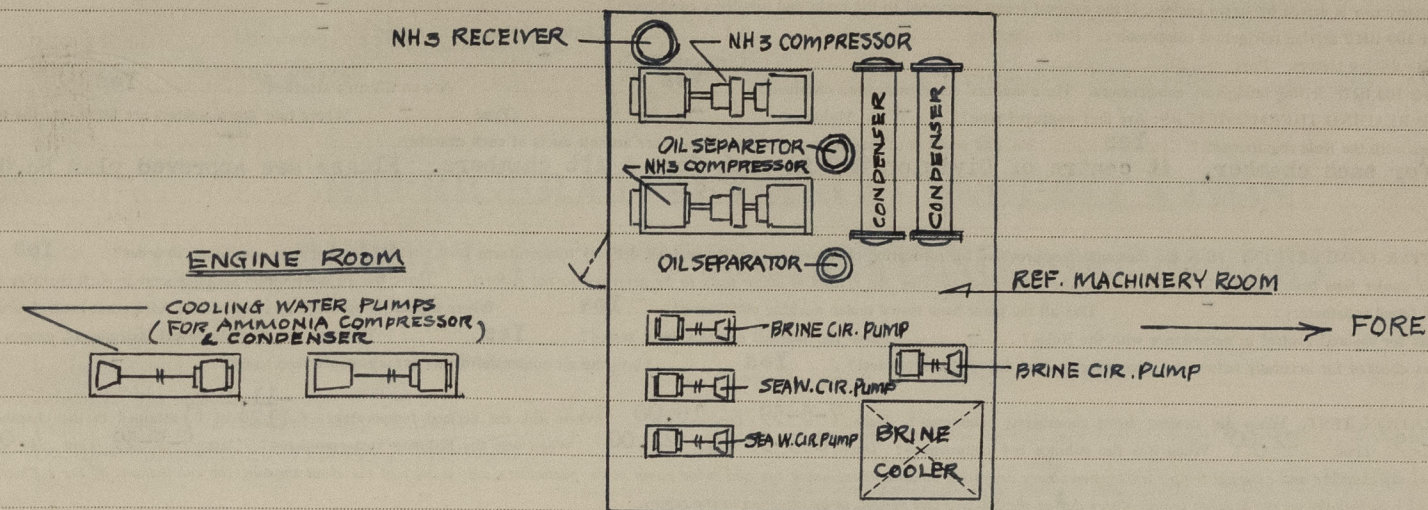 NH3 RECEIVER
NH3 COMPRESSOR
CONDENSER
CONDENSER
OIL SEPARETOR
NH3 COMPRESSOR
OIL SEPARATOR
ENGINE ROOM
COOLING WATER PUMPS
(FOR AMMONIA COMPRESSOR
& CONDENSER)
REF. MACHINERY ROOM
FORE
BRINE CIR. PUMP
BRINE CIR. PUMP
SEAW. CIR. PUMP
SEA W. CIR PUMP
BRINE
COOLER